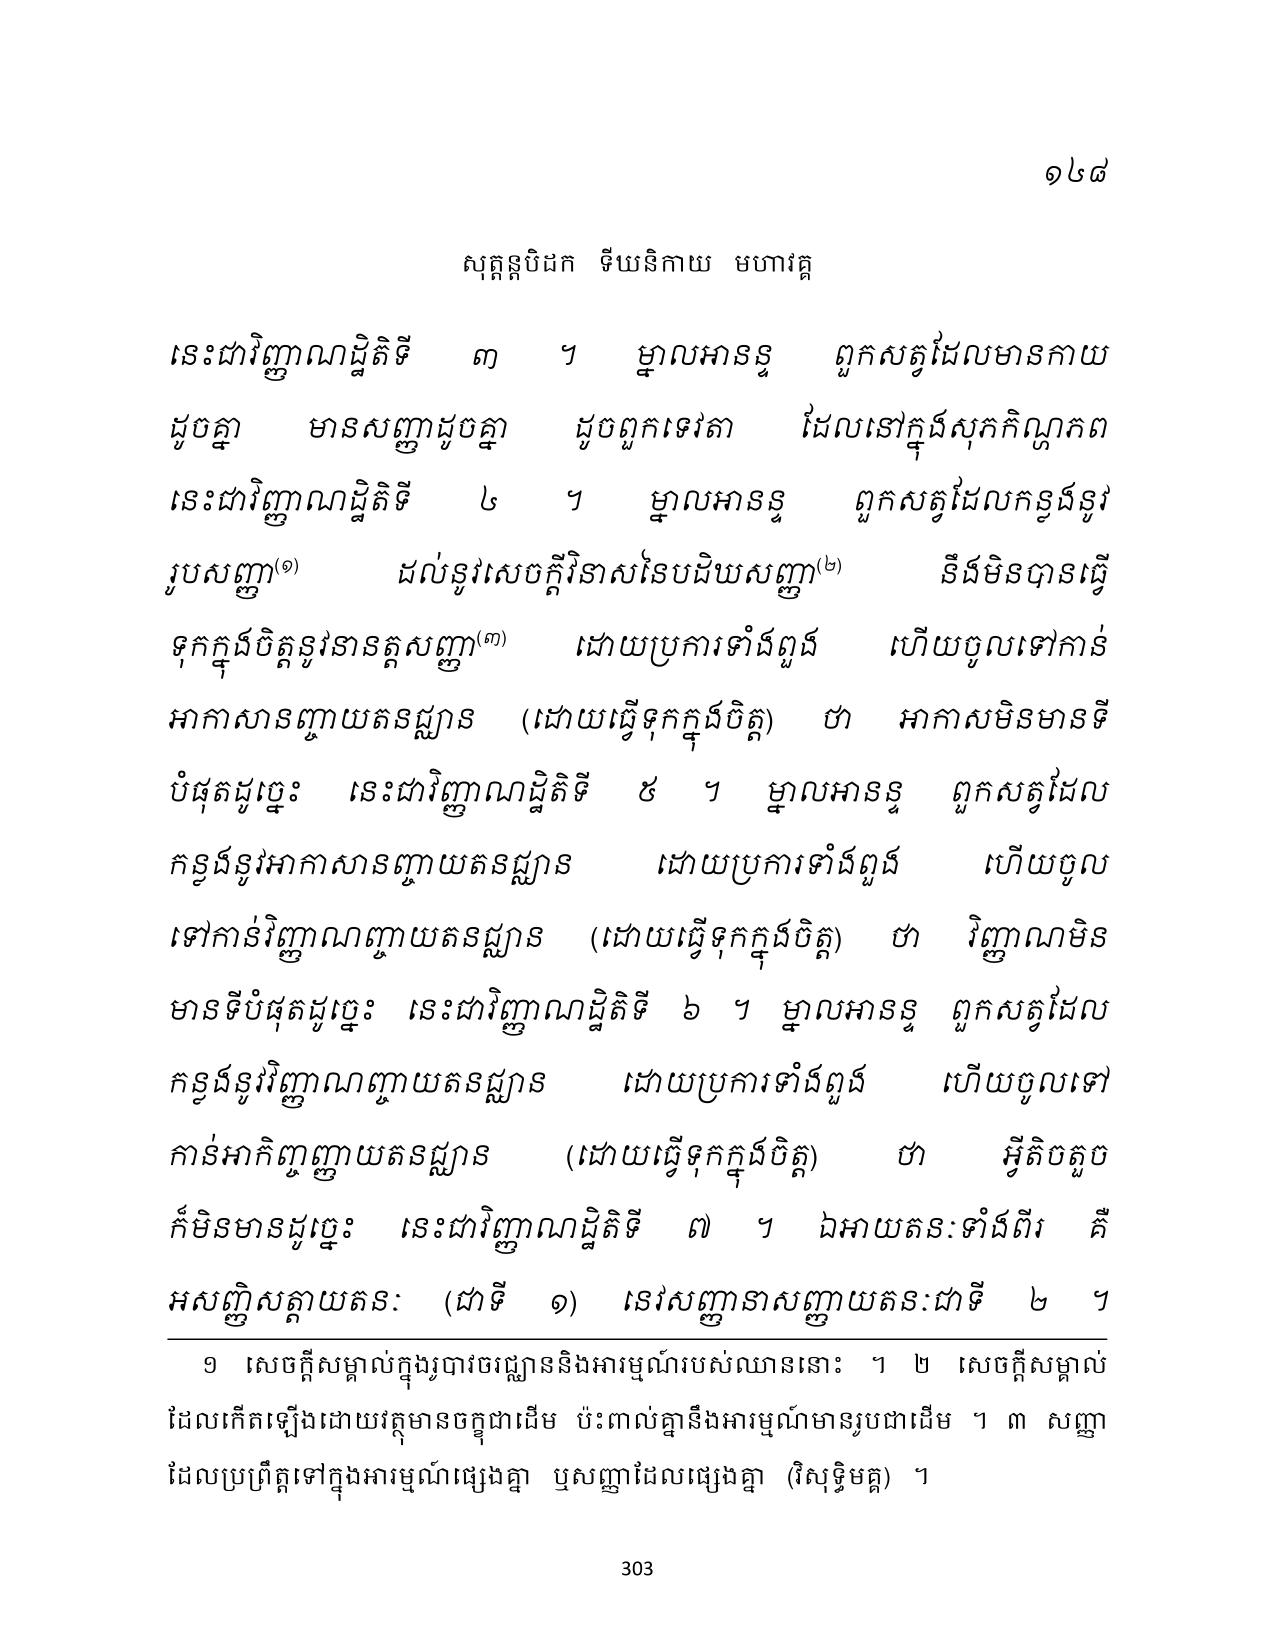 ១៤៨
សុត្តន្តបិដក ទីឃនិកាយ មហាវគ្គ
នេះជាវិញ្ញាណដ្ឋិតិទី ៣ ។ ម្នាលអានន្ទ ពួកសត្វដែលមានកាយ
ដូចគ្នា មានសញ្ញាដូចគ្នា ដូចពួកទេវតា ដែលនៅក្នុងសុភកិណ្ហភព
នេះជាវិញ្ញាណដ្ឋិតិទី ៤ ។ ម្នាលអានន្ទ ពួកសត្វដែលកន្លងនូវ
រូបសញ្ញា(១) ដល់នូវសេចក្តីវិនាសនៃបដិឃសញ្ញា(២) នឹងមិនបានធ្វើ
ទុកក្នុងចិត្តនូវនានត្តសញ្ញា(៣) ដោយប្រការទាំងពួង ហើយចូលទៅកាន់
អាកាសានញ្ចាយតនជ្ឈាន (ដោយធ្វើទុកក្នុងចិត្ត) ថា អាកាសមិនមានទី
បំផុតដូច្នេះ នេះជាវិញ្ញាណដ្ឋិតិទី ៥ ។ ម្នាលអានន្ទ ពួកសត្វដែល
កន្លងនូវអាកាសានញ្ចាយតនជ្ឈាន ដោយប្រការទាំងពួង ហើយចូល
ទៅកាន់វិញ្ញាណញ្ចាយតនជ្ឈាន (ដោយធ្វើទុកក្នុងចិត្ត) ថា វិញ្ញាណមិន
មានទីបំផុតដូច្នេះ នេះជាវិញ្ញាណដ្ឋិតិទី ៦ ។ ម្នាលអានន្ទ ពួកសត្វដែល
កន្លងនូវវិញ្ញាណញ្ចាយតនជ្ឈាន ដោយប្រការទាំងពួង ហើយចូលទៅ
កាន់អាកិញ្ចញ្ញាយតនជ្ឈាន (ដោយធ្វើទុកក្នុងចិត្ត) ថា អ្វីតិចតួច
ក៏មិនមានដូច្នេះ នេះជាវិញ្ញាណដ្ឋិតិទី ៧ ។ ឯអាយតនៈទាំងពីរ គឺ
អសញ្ញិសត្តាយតនៈ (ជាទី ១) នេវសញ្ញានាសញ្ញាយតនៈជាទី ២ ។
១ សេចក្តីសម្គាល់ក្នុងរូបាវចរជ្ឈាននិងអារម្មណ៍របស់ឈាននោះ ។ ២ សេចក្តីសម្គាល់
ដែលកើតឡើងដោយវត្ថុមានចក្ខុជាដើម ប៉ះពាល់គ្នានឹងអារម្មណ៍មានរូបជាដើម ។ ៣ សញ្ញា
ដែលប្រព្រឹត្តទៅក្នុងអារម្មណ៍ផ្សេងគ្នា ឬសញ្ញាដែលផ្សេងគ្នា (វិសុទ្ធិមគ្គ) ។
303